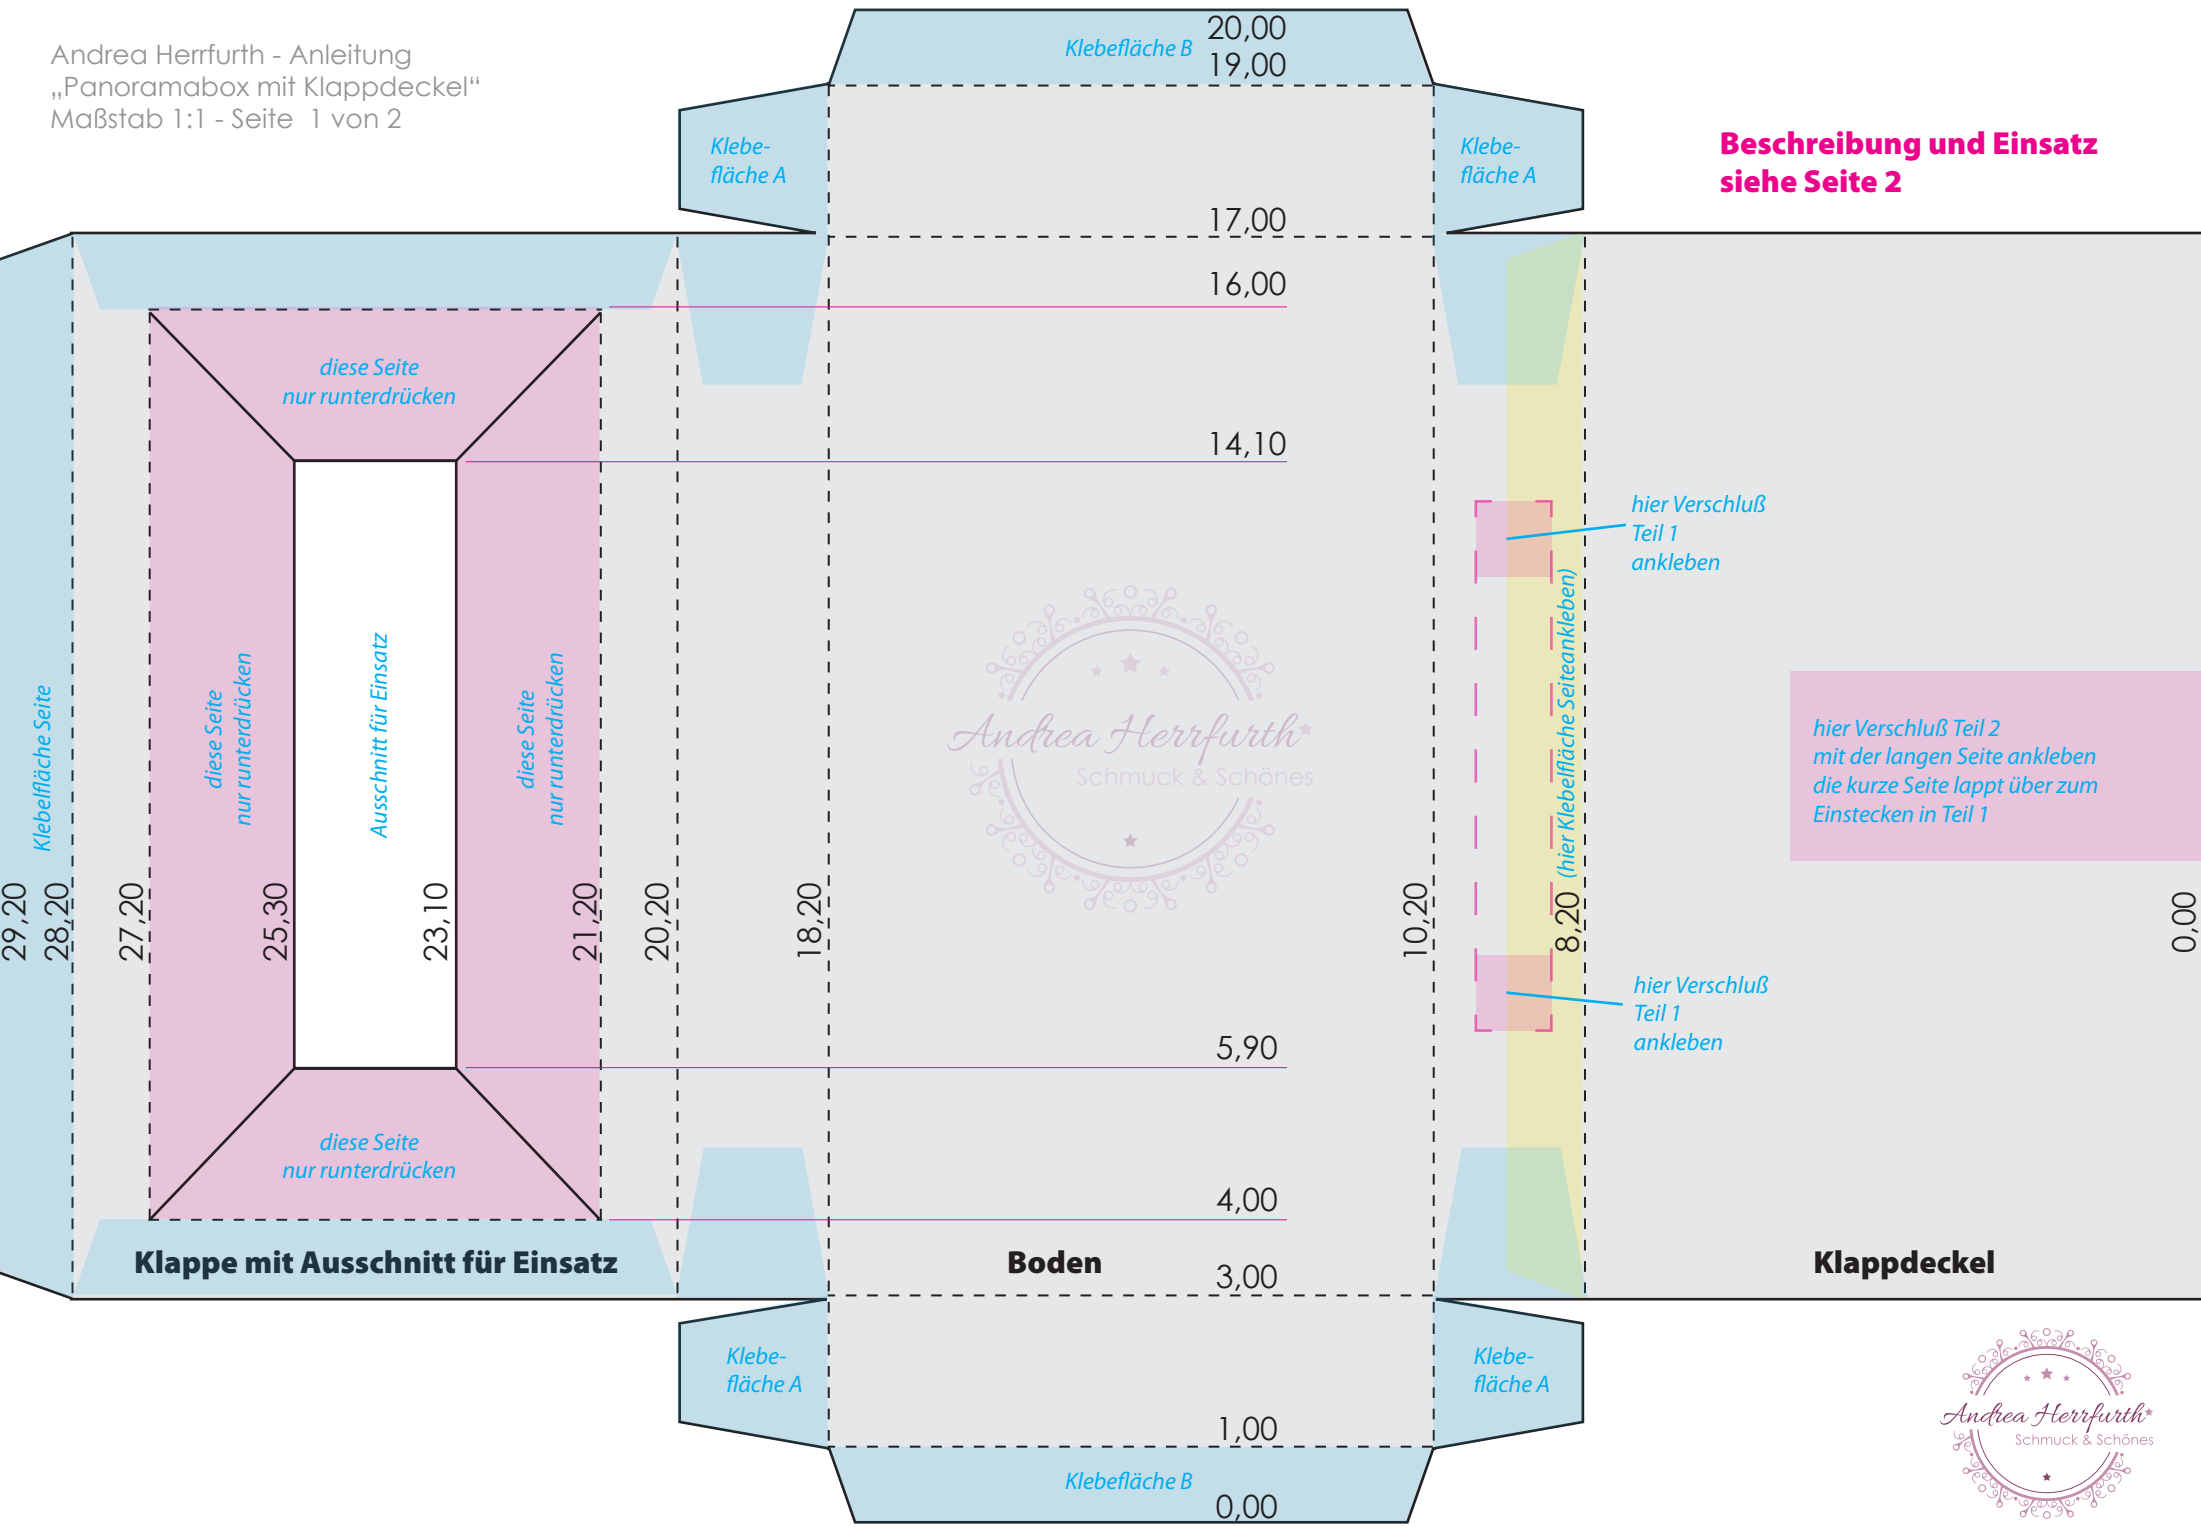 Andrea Herrfurth - Anleitung
„Panoramabox mit Klappdeckel“
Maßstab 1:1 - Seite  1 von 2
Klebefläche B
20,00
19,00
Klebe-
fläche A
Klebe-
fläche A
Beschreibung und Einsatz
siehe Seite 2
17,00
16,00
diese Seite
nur runterdrücken
14,10
hier Verschluß
Teil 1
ankleben
Klebelfläche Seite
diese Seite
nur runterdrücken
Ausschnitt für Einsatz
diese Seite
nur runterdrücken
Andrea Herrfurth
Schmuck & Schönes
(hier Klebelfläche Seiteankleben)
hier Verschluß Teil 2
mit der langen Seite ankleben
die kurze Seite lappt über zum
Einstecken in Teil 1
29,20
28,20
27,20
25,30
23,10
21,20
20,20
18,20
10,20
8,20
0,00
hier Verschluß
Teil 1
ankleben
5,90
diese Seite
nur runterdrücken
4,00
Klappe mit Ausschnitt für Einsatz
Boden
3,00
Klappdeckel
Klebe-
fläche A
Klebe-
fläche A
1,00
Klebefläche B
0,00
Andrea Herrfurth
Schmuck & Schönes